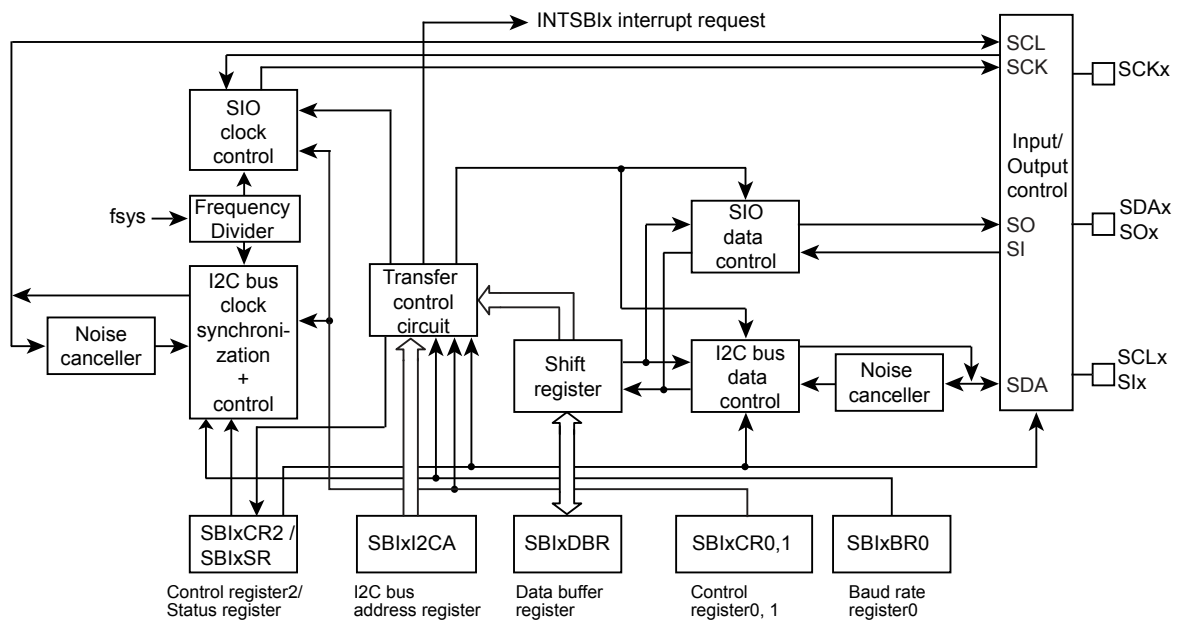 INTSBIx interrupt request
SCL
SCK
SCKx
SIO
clock
control
Input/
Output
control
fsys
Frequency
Divider
SIO
data
control
SO
SI
SDAx
SOx
I2C bus
clock
synchroni-
zation
+
control
Transfer
control
circuit
Noise
canceller
Shift
register
I2C bus
data
control
Noise
canceller
SDA
SCLx
SIx
SBIxCR2 /
SBIxSR
SBIxI2CA
SBIxDBR
SBIxCR0,1
SBIxBR0
Control register2/
Status register
I2C bus
address register
Data buffer
register
Control
register0, 1
Baud rate
register0